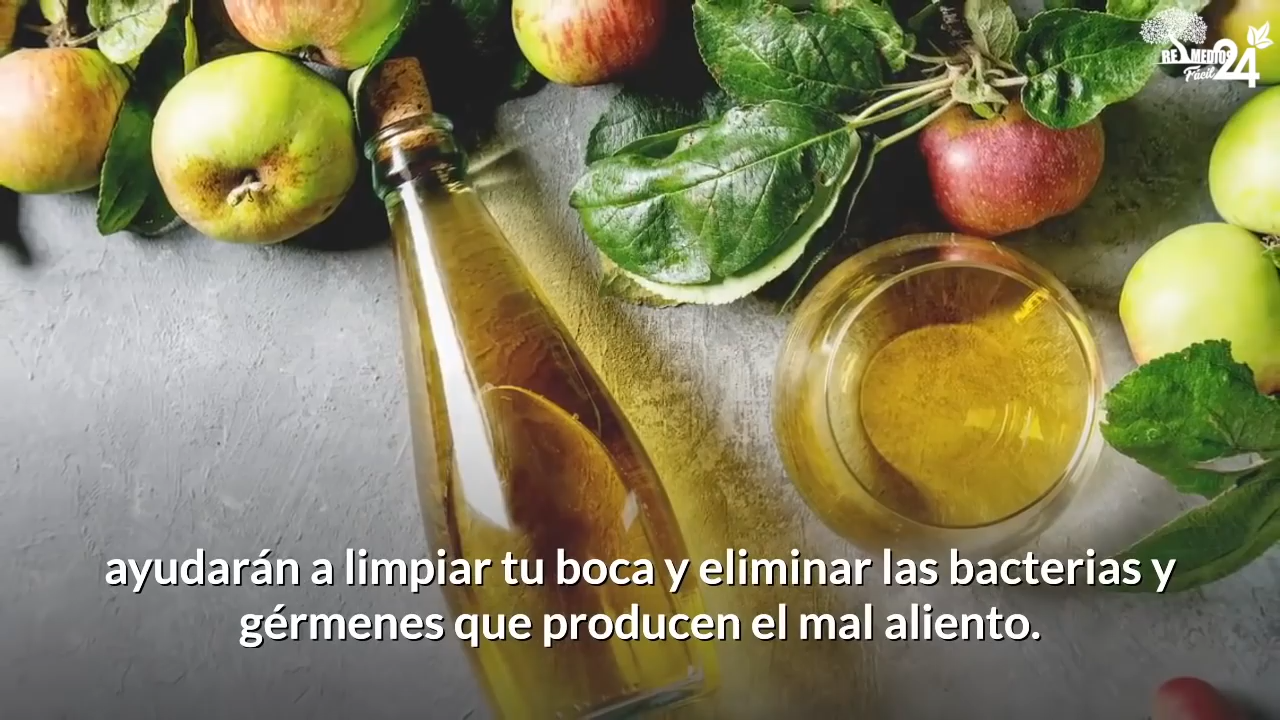 REMEDIOS
Fácil 24
ayudarán a limpiar tu boca y eliminar las bacterias y
gérmenes que producen el mal aliento.